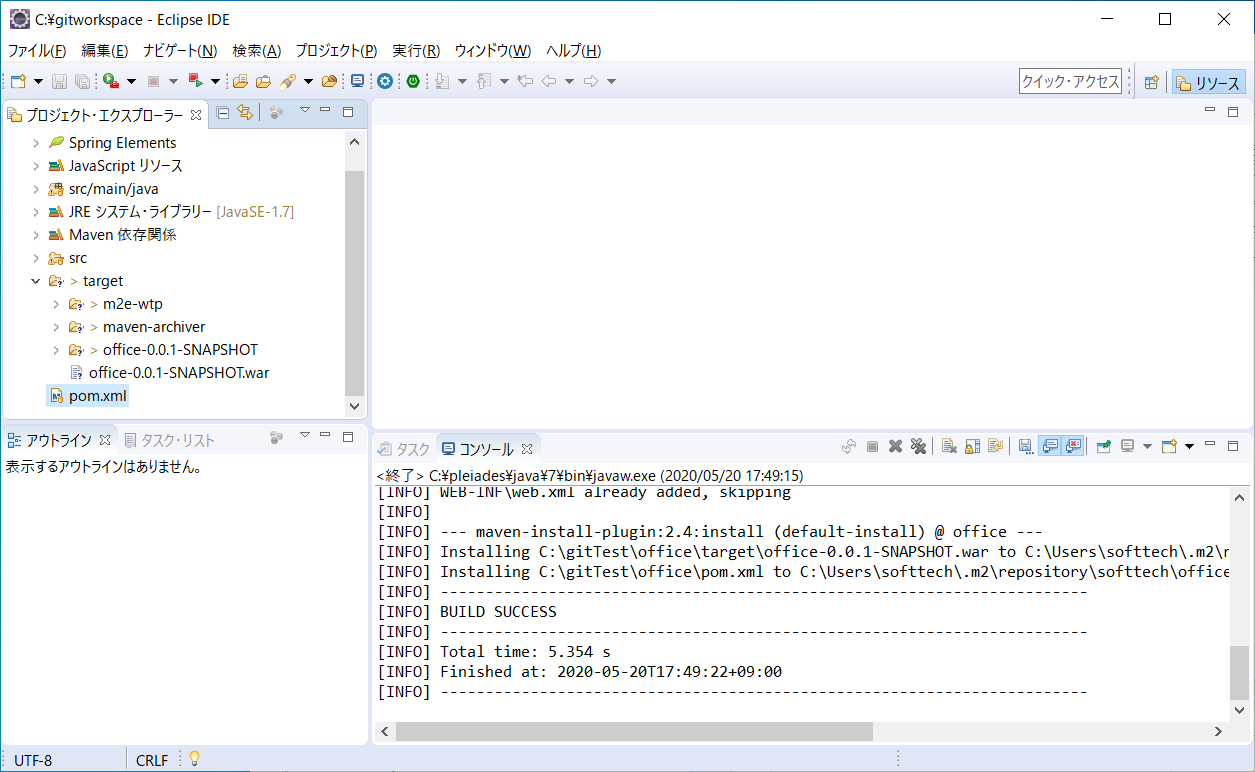 C:¥gitworkspace - Eclipse IDE
ファイル(F) 編集(E) ナビゲート(N) 検索(A) プロジェクト(P) 実行(R) ウィンドウ(W) ヘルプ(H)
クイック・アクセス リソース
プロジェクト・エクスプローラー
Spring Elements
JavaScript リソース
src/main/java
JRE システム・ライブラリー [JavaSE-1.7]
Maven 依存関係
src
> target
> m2e-wtp
> maven-archiver
> office-0.0.1-SNAPSHOT
office-0.0.1-SNAPSHOT.war
pom.xml
アウトライン タスク・リスト
表示するアウトラインはありません。
タスク コンソール
<終了> C:¥pleiades¥java¥7¥bin¥javaw.exe (2020/05/20 17:49:15)
[INFO] WEB-INF\web.xml already added, skipping
[INFO]
[INFO] --- maven-install-plugin:2.4:install (default-install) @ office ---
[INFO] Installing C:\gitTest\office\target\office-0.0.1-SNAPSHOT.war to C:\Users\softtech\.m2\
[INFO] Installing C:\gitTest\office\pom.xml to C:\Users\softtech\.m2\repository\softtech\office
[INFO] ------------------------------------------------------------------------
[INFO] BUILD SUCCESS
[INFO] ------------------------------------------------------------------------
[INFO] Total time: 5.354 s
[INFO] Finished at: 2020-05-20T17:49:22+09:00
[INFO] ------------------------------------------------------------------------
UTF-8 CRLF